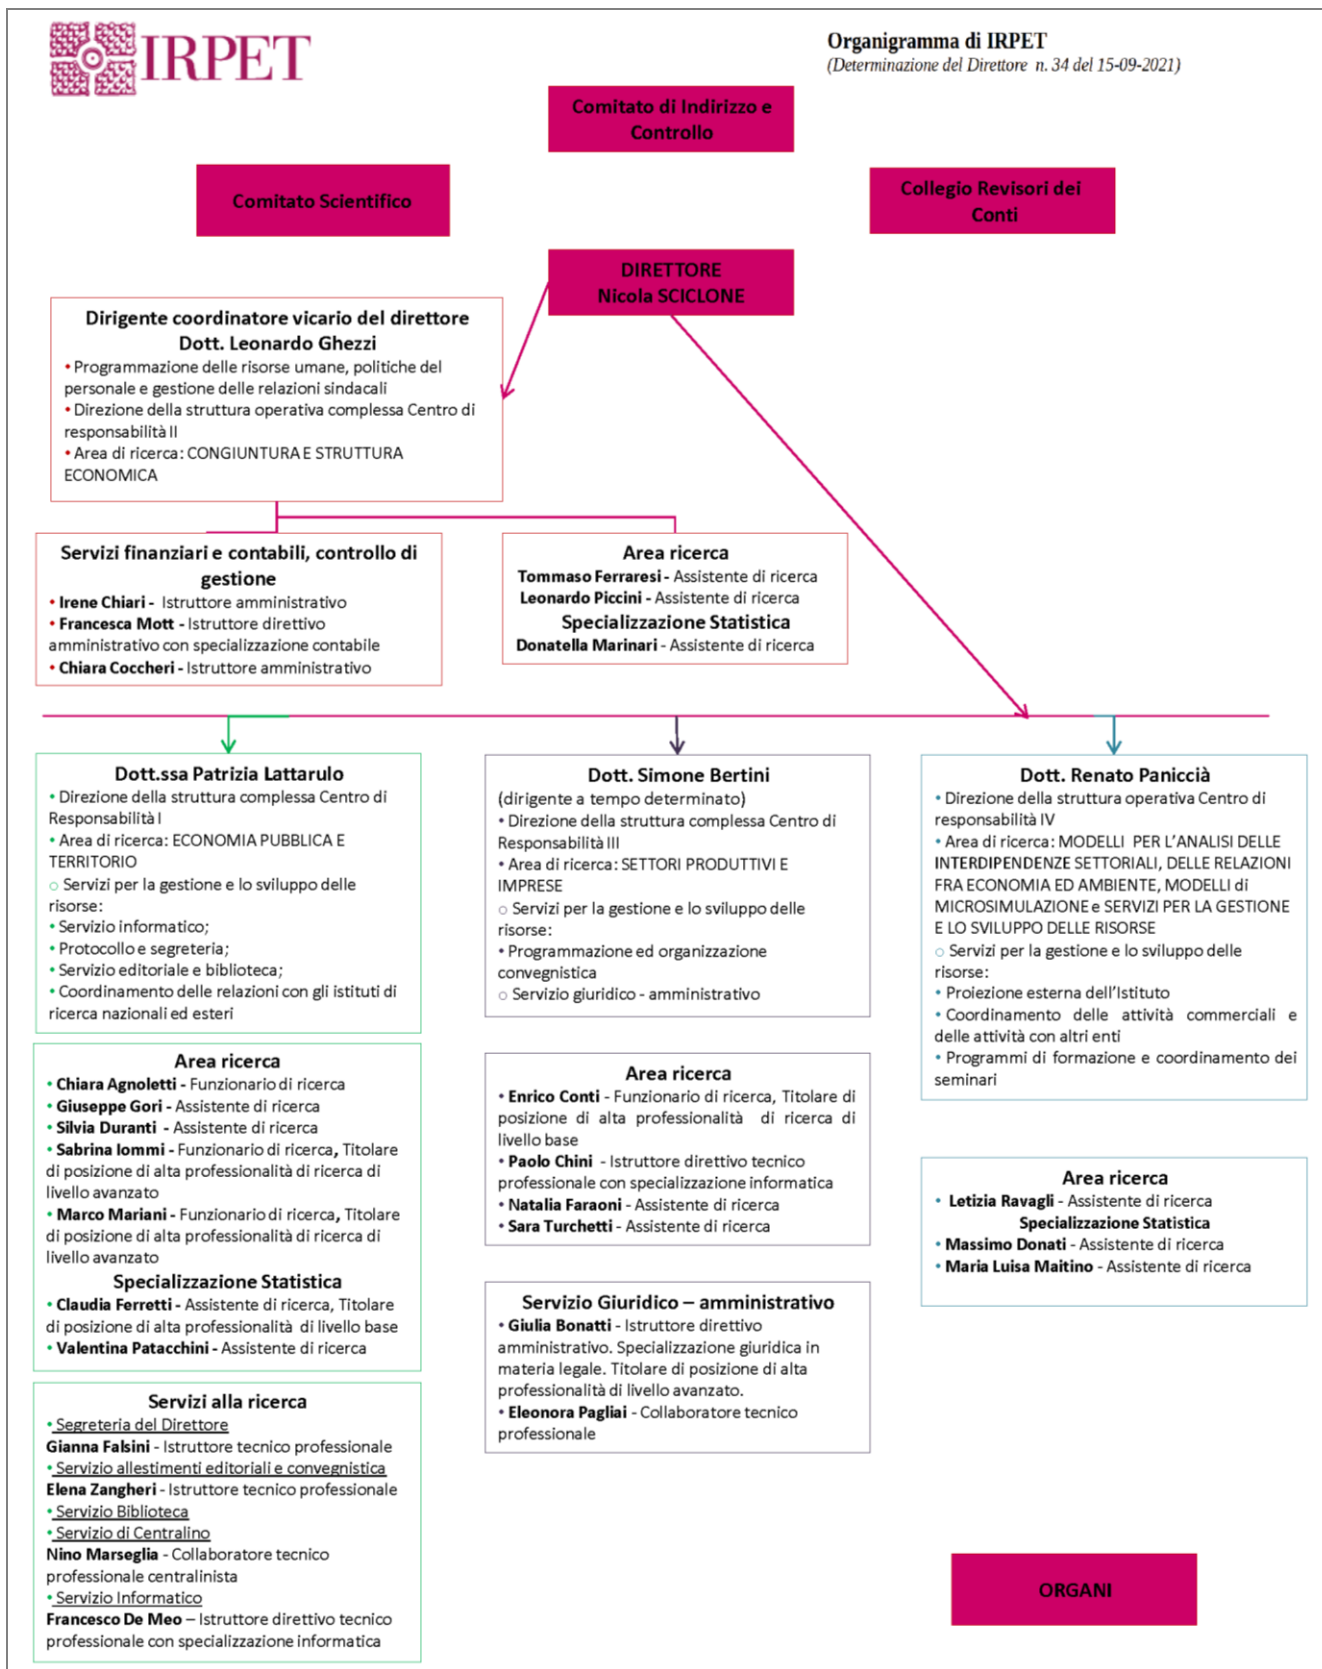 IRPET
Organigramma di IRPET
(Determinazione del Direttore n. 34 del 15-09-2021)
Comitato di Indirizzo e
Controllo
Comitato Scientifico
Collegio Revisori dei
Conti
DIRETTORE
Nicola SCICLONE
Dirigente coordinatore vicario del direttore
Dott. Leonardo Ghezzi
• Programmazione delle risorse umane, politiche del
personale e gestione delle relazioni sindacali
• Direzione della struttura operativa complessa Centro di
responsabilità II
• Area di ricerca: CONGIUNTURA E STRUTTURA
ECONOMICA
Servizi finanziari e contabili, controllo di
gestione
• Irene Chiari - Istruttore amministrativo
• Francesca Mott - Istruttore direttivo
amministrativo con specializzazione contabile
• Chiara Coccheri - Istruttore amministrativo
Area ricerca
Tommaso Ferraresi - Assistente di ricerca
Leonardo Piccini - Assistente di ricerca
Specializzazione Statistica
Donatella Marinari - Assistente di ricerca
Dott.ssa Patrizia Lattarulo
• Direzione della struttura complessa Centro di
Responsabilità I
• Area di ricerca: ECONOMIA PUBBLICA E
TERRITORIO
○ Servizi per la gestione e lo sviluppo delle
risorse:
• Servizio informatico;
• Protocollo e segreteria;
• Servizio editoriale e biblioteca;
• Coordinamento delle relazioni con gli istituti di
ricerca nazionali ed esteri
Area ricerca
• Chiara Agnoletti - Funzionario di ricerca
• Giuseppe Gori - Assistente di ricerca
• Silvia Duranti - Assistente di ricerca
• Sabrina Iommi - Funzionario di ricerca, Titolare
di posizione di alta professionalità di ricerca di
livello avanzato
• Marco Mariani - Funzionario di ricerca, Titolare
di posizione di alta professionalità di ricerca di
livello avanzato
Specializzazione Statistica
• Claudia Ferretti - Assistente di ricerca, Titolare
di posizione di alta professionalità di livello base
• Valentina Patacchini - Assistente di ricerca
Servizi alla ricerca
• Segreteria del Direttore
Gianna Falsini - Istruttore tecnico professionale
• Servizio allestimenti editoriali e convegnistica
Elena Zangheri - Istruttore tecnico professionale
• Servizio Biblioteca
• Servizio di Centralino
Nino Marseglia - Collaboratore tecnico
professionale centralinista
• Servizio Informatico
Francesco De Meo – Istruttore direttivo tecnico
professionale con specializzazione informatica
Dott. Simone Bertini
(dirigente a tempo determinato)
• Direzione della struttura complessa Centro di
Responsabilità III
• Area di ricerca: SETTORI PRODUTTIVI E
IMPRESE
○ Servizi per la gestione e lo sviluppo delle
risorse:
• Programmazione ed organizzazione
convegnistica
○ Servizio giuridico - amministrativo
Area ricerca
• Enrico Conti - Funzionario di ricerca, Titolare di
posizione di alta professionalità di ricerca di
livello base
• Paolo Chini - Istruttore direttivo tecnico
professionale con specializzazione informatica
• Natalia Faraoni - Assistente di ricerca
• Sara Turchetti - Assistente di ricerca
Servizio Giuridico – amministrativo
• Giulia Bonatti - Istruttore direttivo
amministrativo. Specializzazione giuridica in
materia legale. Titolare di posizione di alta
professionalità di livello avanzato.
• Eleonora Pagliai - Collaboratore tecnico
professionale
Dott. Renato Paniccià
• Direzione della struttura operativa Centro di
responsabilità IV
• Area di ricerca: MODELLI PER L'ANALISI DELLE
INTERDIPENDENZE SETTORIALI, DELLE RELAZIONI
FRA ECONOMIA ED AMBIENTE, MODELLI di
MICROSIMULAZIONE e SERVIZI PER LA GESTIONE
E LO SVILUPPO DELLE RISORSE
○ Servizi per la gestione e lo sviluppo delle
risorse:
• Proiezione esterna dell'Istituto
• Coordinamento delle attività commerciali e
delle attività con altri enti
• Programmi di formazione e coordinamento dei
seminari
Area ricerca
• Letizia Ravagli - Assistente di ricerca
Specializzazione Statistica
• Massimo Donati - Assistente di ricerca
• Maria Luisa Maitino - Assistente di ricerca
ORGANI